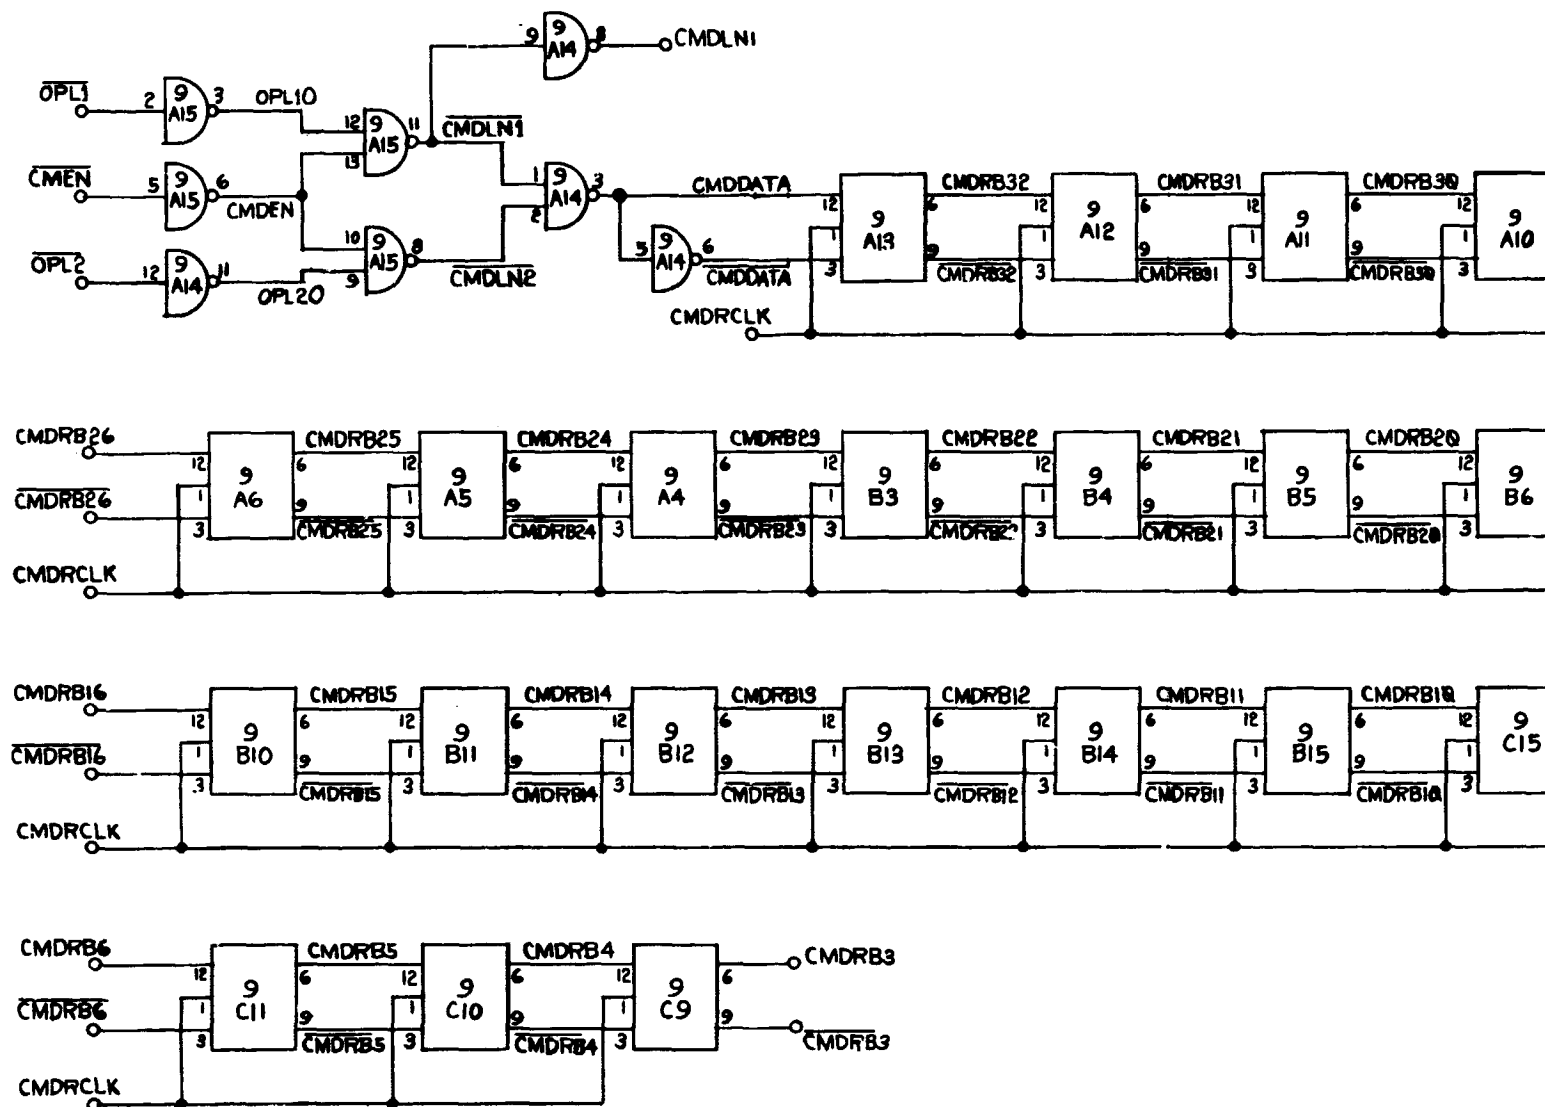 9
9 A14 8 CMDLN1
OPL1 2 9 A15 3 OPL10
12 9 A15 11 CMDLN1
13
CMEN 5 9 A15 6 CMDEN
1 9 A14 3 CMDDATA
2
10 9 A15 8 CMDLN2
9
OPL2 12 9 A14 11 OPL20
5 9 A14 6 CMDDATA
CMDRCLK
12 1 3 9 A13 6 9 CMDRB32 CMDRB32
12 1 3 9 A12 6 9 CMDRB31 CMDRB31
12 1 3 9 A11 6 9 CMDRB30 CMDRB30
12 1 3 9 A10
CMDRB26
CMDRB26
CMDRCLK
12 1 3 9 A6 6 9 CMDRB25 CMDRB25
12 1 3 9 A5 6 9 CMDRB24 CMDRB24
12 1 3 9 A4 6 9 CMDRB23 CMDRB23
12 1 3 9 B3 6 9 CMDRB22 CMDRB2
12 1 3 9 B4 6 9 CMDRB21 CMDRB21
12 1 3 9 B5 6 9 CMDRB20 CMDRB20
12 1 3 9 B6
CMDRB16
CMDRB16
CMDRCLK
12 1 3 9 B10 6 9 CMDRB15 CMDRB15
12 1 3 9 B11 6 9 CMDRB14 CMDRB14
12 1 3 9 B12 6 9 CMDRB13 CMDRB13
12 1 3 9 B13 6 9 CMDRB12 CMDRB12
12 1 3 9 B14 6 9 CMDRB11 CMDRB11
12 1 3 9 B15 6 9 CMDRB10 CMDRB10
12 1 3 9 C15
CMDRB6
CMDRB6
CMDRCLK
12 1 3 9 C11 6 9 CMDRB5 CMDRB5
12 1 3 9 C10 6 9 CMDRB4 CMDRB4
12 1 3 9 C9 6 9 CMDRB3 CMDRB3